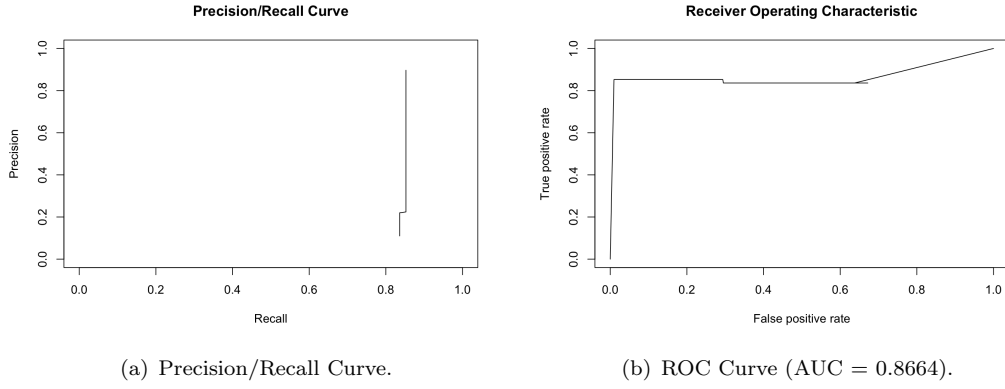 Precision/Recall Curve
Precision
1.0
0.8
0.6
0.4
0.2
0.0
0.0 0.2 0.4 0.6 0.8 1.0
Recall
(a) Precision/Recall Curve.
Receiver Operating Characteristic
True positive rate
1.0
0.8
0.6
0.4
0.2
0.0
0.0 0.2 0.4 0.6 0.8 1.0
False positive rate
(b) ROC Curve (AUC = 0.8664).